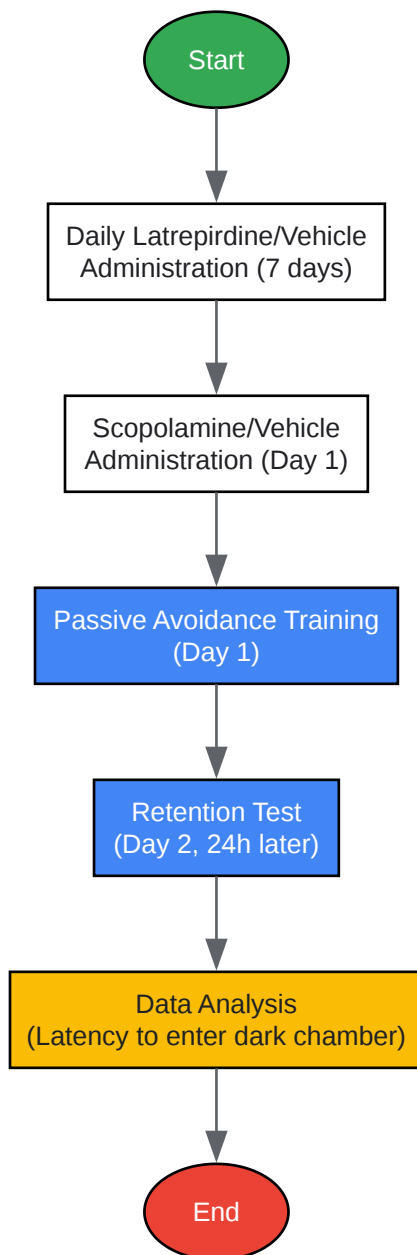 Start
Daily Latrepirdine/Vehicle
Administration (7 days)
Scopolamine/Vehicle
Administration (Day 1)
Passive Avoidance Training
(Day 1)
Retention Test
(Day 2, 24h later)
Data Analysis
(Latency to enter dark chamber)
End